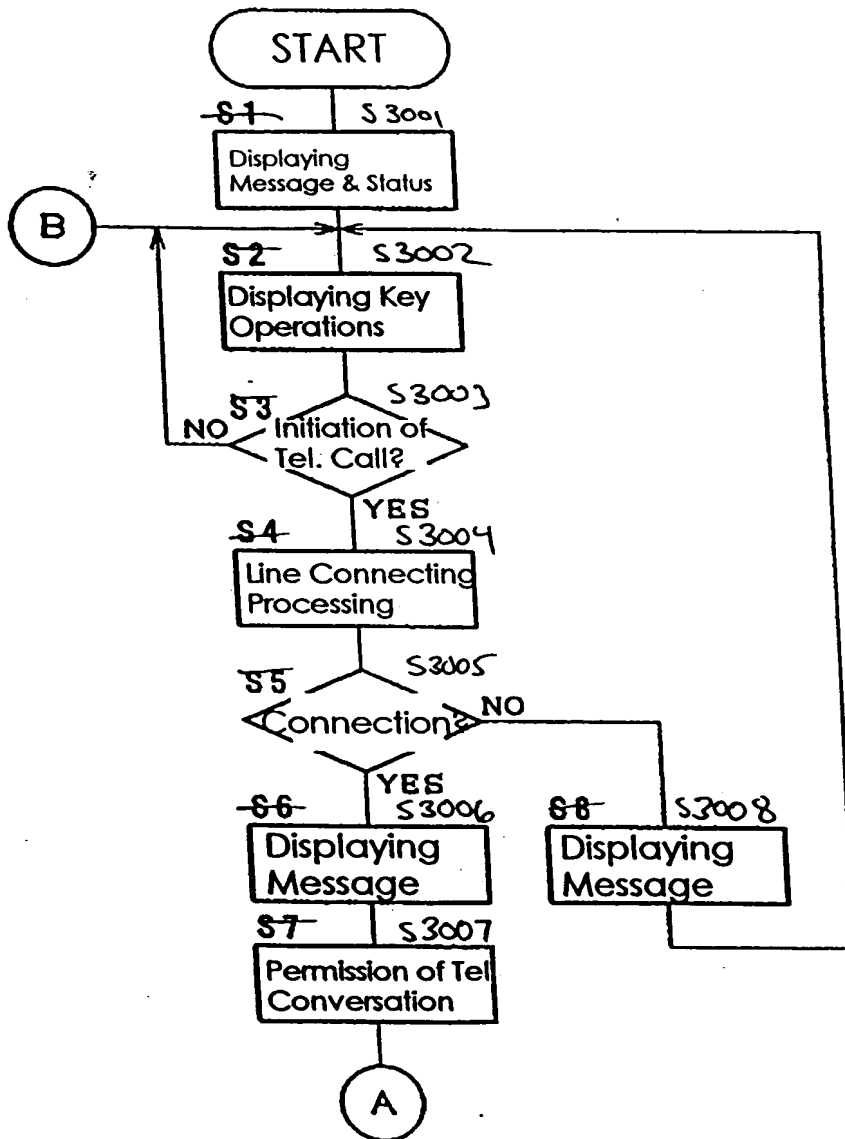 START
S1 S3001
Displaying
Message & Status
B
S2 S3002
Displaying Key
Operations
S3 S3003
NO
Initiation of
Tel. Call?
YES
S4 S3004
Line Connecting
Processing
S5 S3005
Connection?
NO
YES
S6 S3006
Displaying
Message
S8 S3008
Displaying
Message
S7 S3007
Permission of Tel
Conversation
A